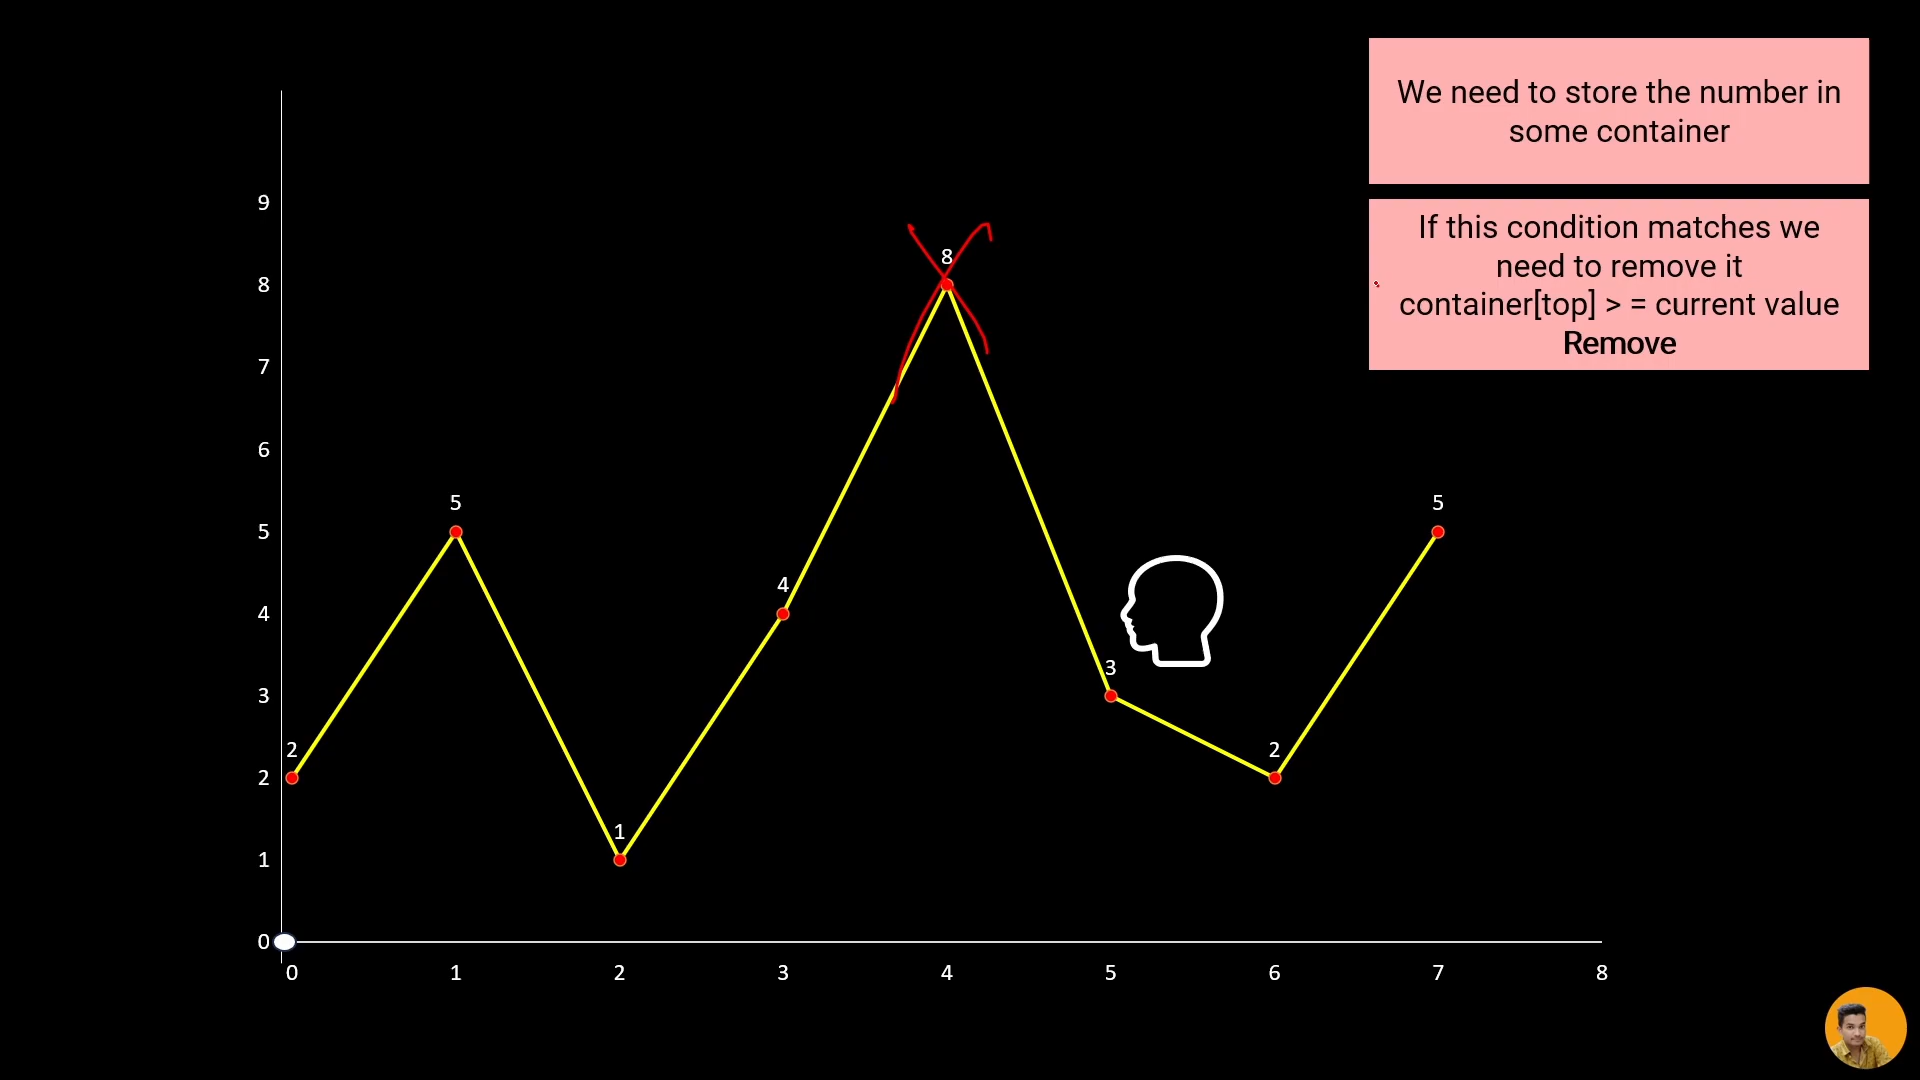 We need to store the number in
some container
If this condition matches we
need to remove it
container[top] > = current value
Remove
9
8
7
6
5
4
3
2
1
0
2
5
1
4
8
3
2
5
0 1 2 3 4 5 6 7 8